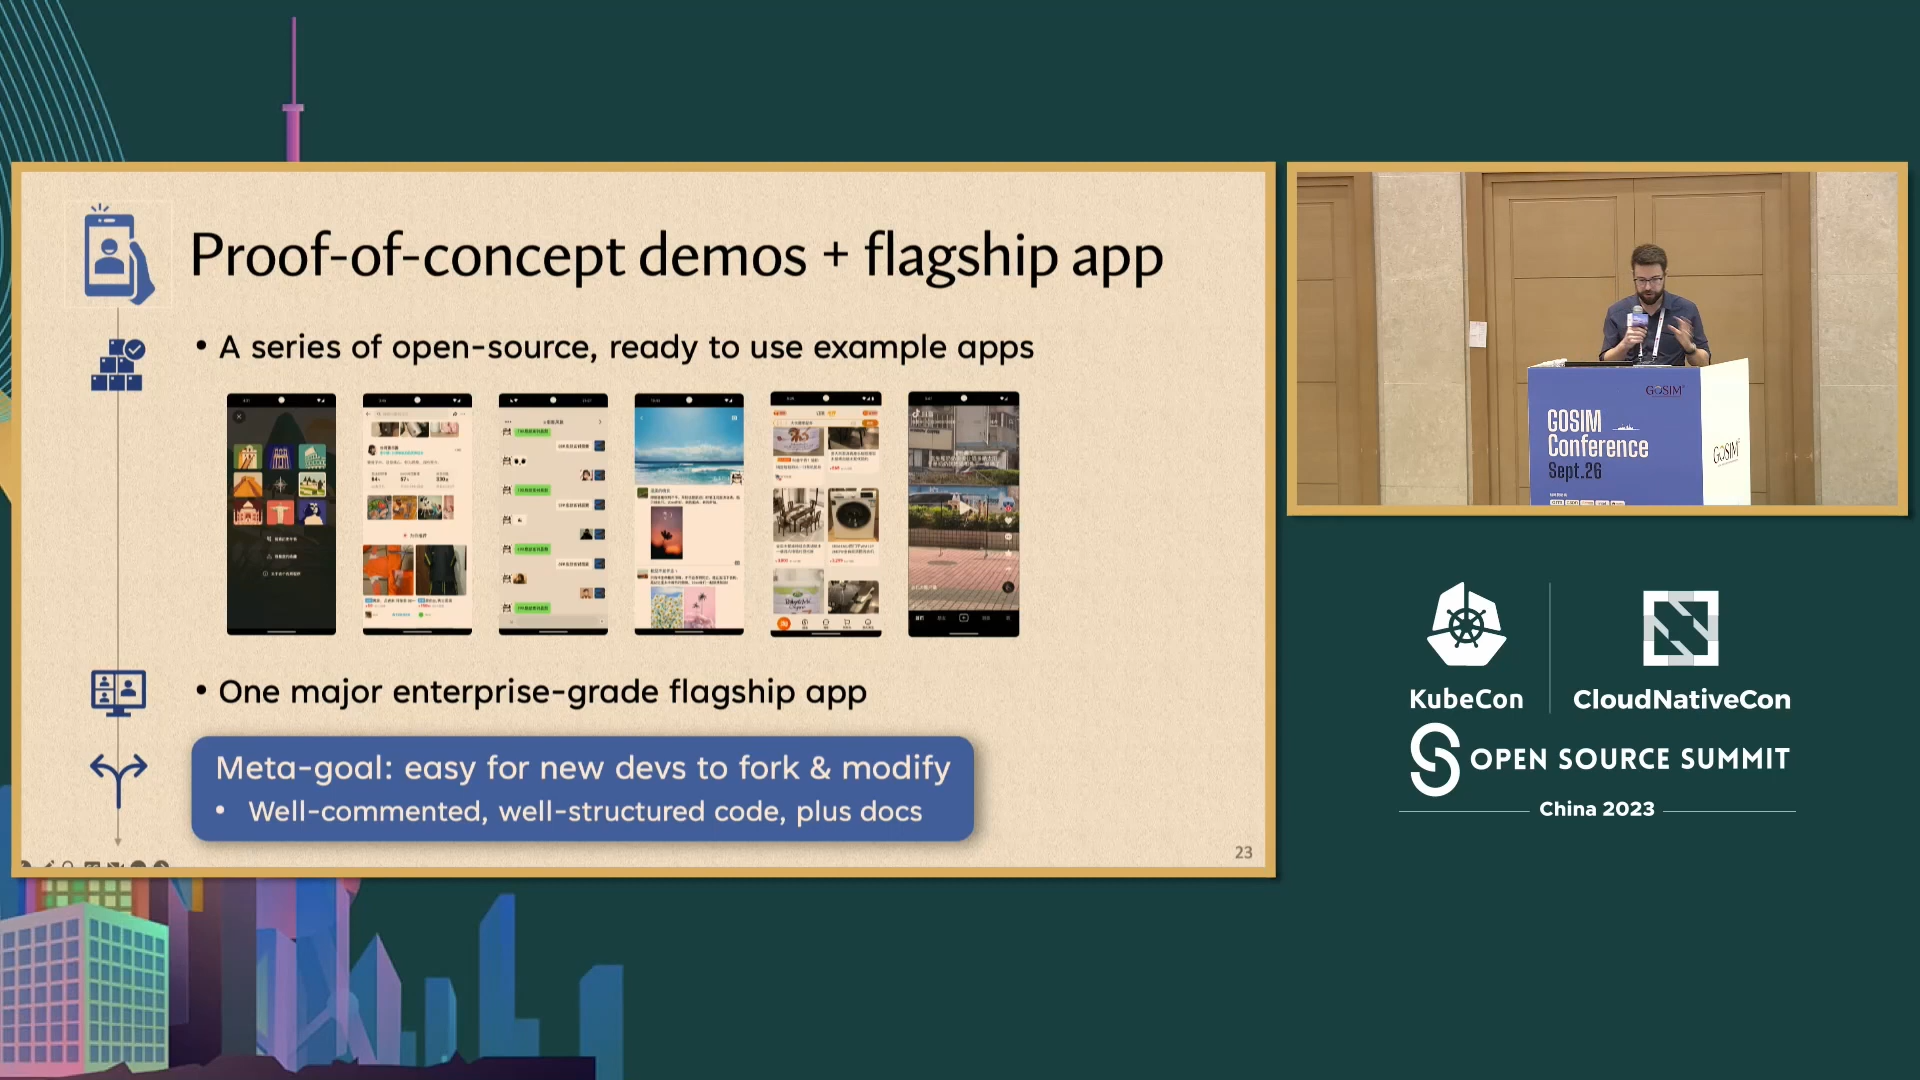 Proof-of-concept demos + flagship app
• A series of open-source, ready to use example apps
• One major enterprise-grade flagship app
Meta-goal: easy for new devs to fork & modify
• Well-commented, well-structured code, plus docs
23
GOSIM
GOSIM
Conference
Sept.26
GOSIM
KubeCon
CloudNativeCon
OPEN SOURCE SUMMIT
China 2023